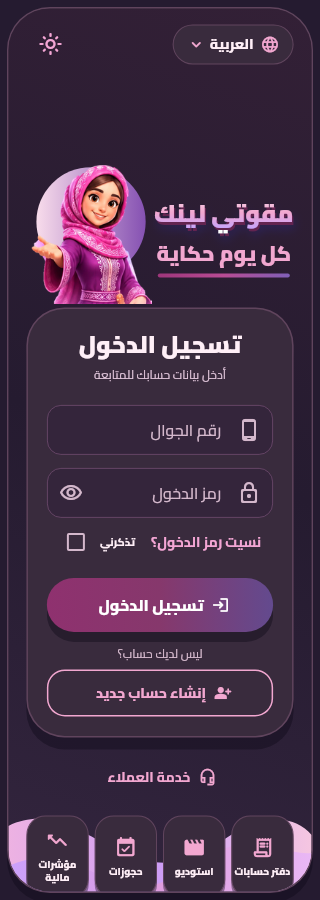 العربية
مقوتي لينك
كل يوم حكاية
تسجيل الدخول
أدخل بيانات حسابك للمتابعة
رقم الجوال
رمز الدخول
نسيت رمز الدخول؟ تذكرني
تسجيل الدخول
ليس لديك حساب؟
إنشاء حساب جديد
خدمة العملاء
دفتر حسابات
استوديو
حجوزات
مؤشرات
مالية